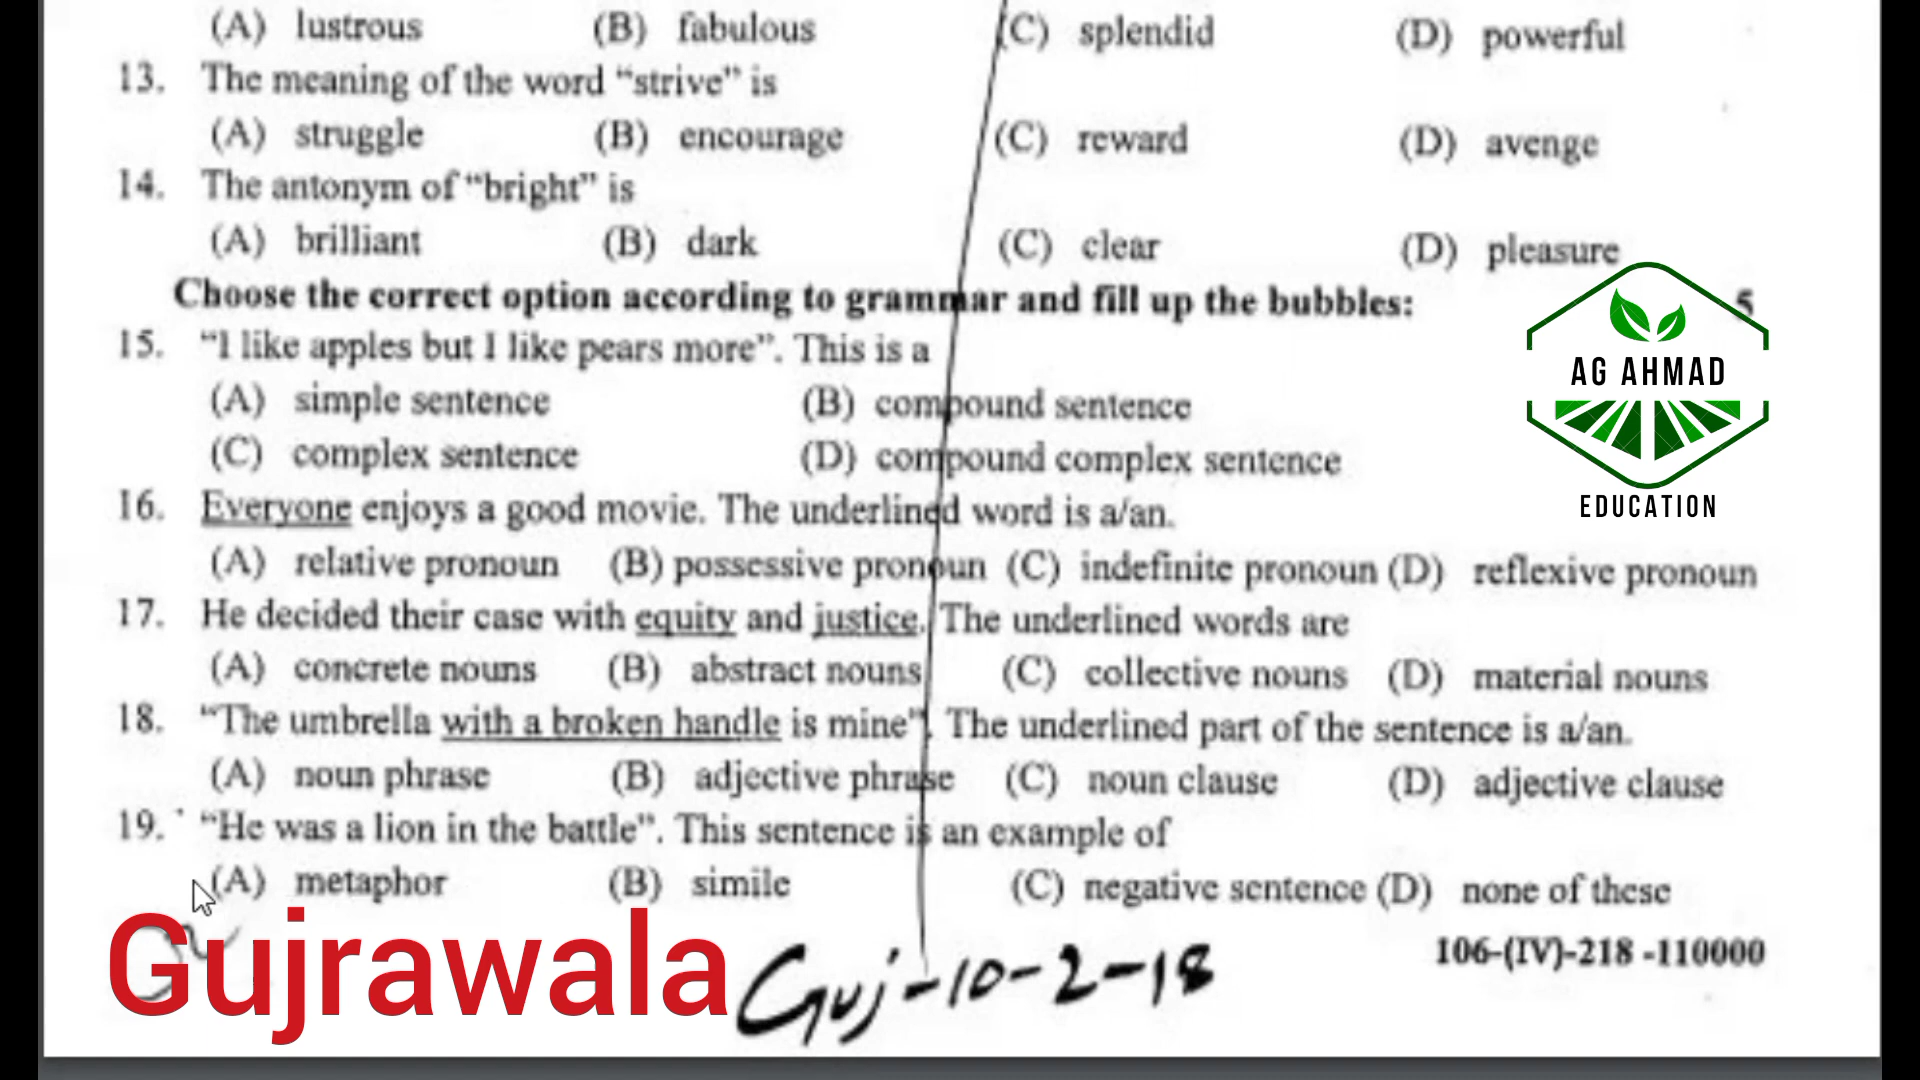 (A) lustrous (B) fabulous (C) splendid (D) powerful
13. The meaning of the word “strive” is
(A) struggle (B) encourage (C) reward (D) avenge
14. The antonym of “bright” is
(A) brilliant (B) dark (C) clear (D) pleasure
Choose the correct option according to grammar and fill up the bubbles: 5
15. “I like apples but I like pears more”. This is a
(A) simple sentence (B) compound sentence
(C) complex sentence (D) compound complex sentence
16. Everyone enjoys a good movie. The underlined word is a/an.
(A) relative pronoun (B) possessive pronoun (C) indefinite pronoun (D) reflexive pronoun
17. He decided their case with equity and justice. The underlined words are
(A) concrete nouns (B) abstract nouns (C) collective nouns (D) material nouns
18. “The umbrella with a broken handle is mine”. The underlined part of the sentence is a/an.
(A) noun phrase (B) adjective phrase (C) noun clause (D) adjective clause
19. “He was a lion in the battle”. This sentence is an example of
(A) metaphor (B) simile (C) negative sentence (D) none of these
106-(IV)-218 -110000
Gujrawala
Guj-10-2-18
AG AHMAD
EDUCATION